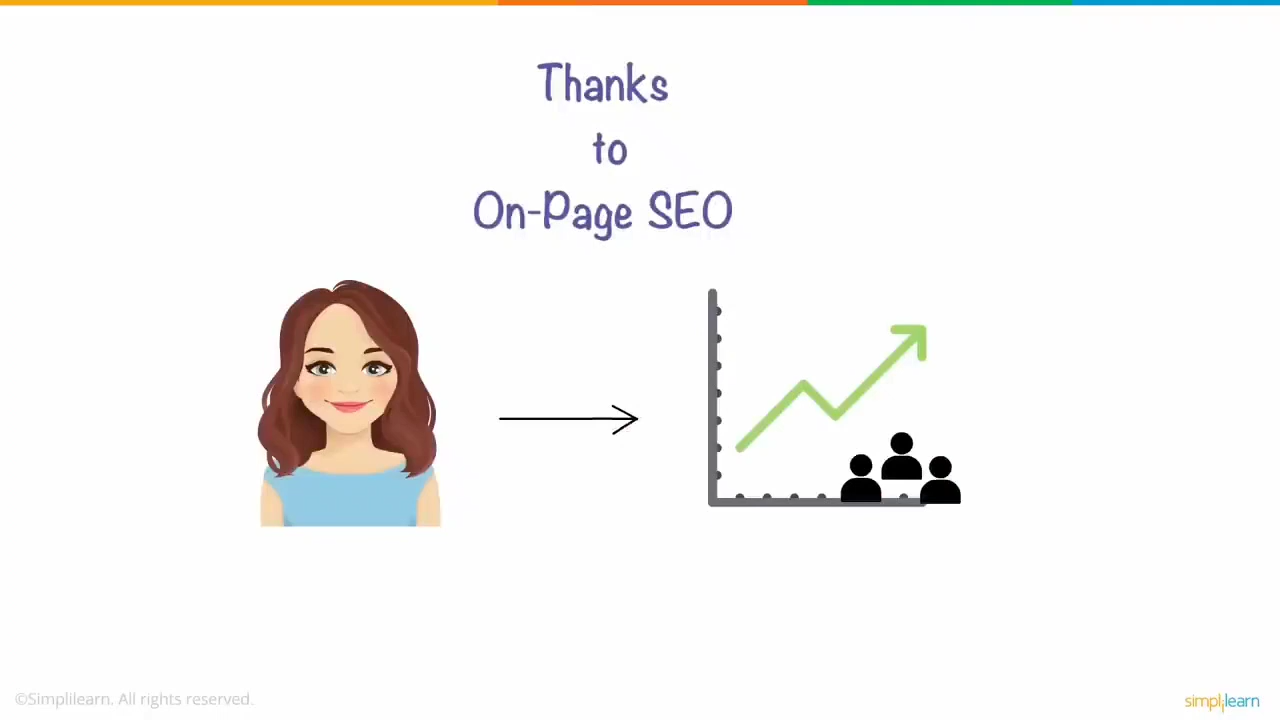 Thanks
to
On-Page SEO
©Simplilearn. All rights reserved.
simplilearn